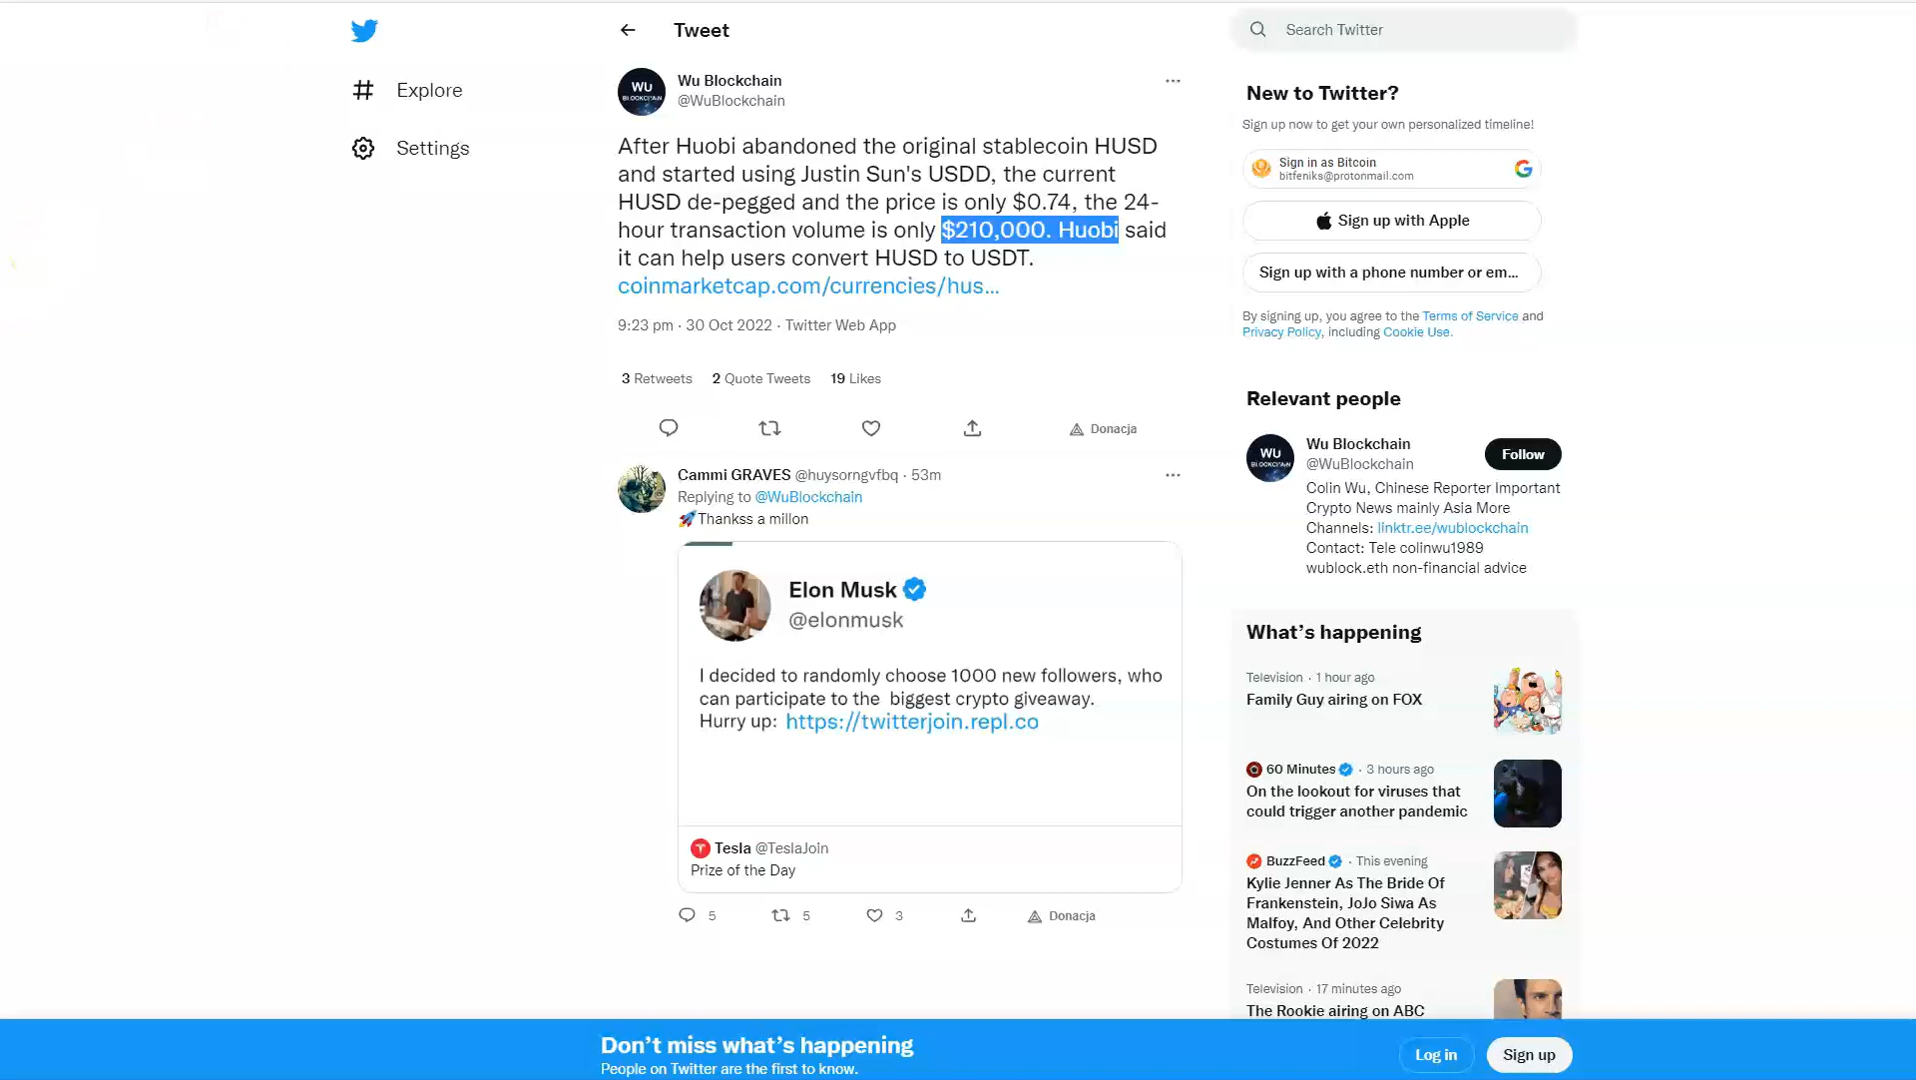 Tweet
Search Twitter
Explore
Settings
WU
BLOCKCHAIN
Wu Blockchain
@WuBlockchain
After Huobi abandoned the original stablecoin HUSD
and started using Justin Sun's USDD, the current
HUSD de-pegged and the price is only $0.74, the 24-
hour transaction volume is only $210,000. Huobi said
it can help users convert HUSD to USDT.
coinmarketcap.com/currencies/hus...
9:23 pm · 30 Oct 2022 · Twitter Web App
3 Retweets 2 Quote Tweets 19 Likes
Donacja
Cammi GRAVES @huysorngvfbq · 53m
Replying to @WuBlockchain
🚀Thankss a millon
Elon Musk
@elonmusk
I decided to randomly choose 1000 new followers, who
can participate to the biggest crypto giveaway.
Hurry up: https://twitterjoin.repl.co
Tesla @TeslaJoin
Prize of the Day
5 5 3 Donacja
New to Twitter?
Sign up now to get your own personalized timeline!
Sign in as Bitcoin
bitfeniks@protonmail.com
Sign up with Apple
Sign up with a phone number or em...
By signing up, you agree to the Terms of Service and
Privacy Policy, including Cookie Use.
Relevant people
WU
BLOCKCHAIN
Wu Blockchain
@WuBlockchain
Follow
Colin Wu, Chinese Reporter Important
Crypto News mainly Asia More
Channels: linktr.ee/wublockchain
Contact: Tele colinwu1989
wublock.eth non-financial advice
What's happening
Television · 1 hour ago
Family Guy airing on FOX
60 Minutes · 3 hours ago
On the lookout for viruses that
could trigger another pandemic
BuzzFeed · This evening
Kylie Jenner As The Bride Of
Frankenstein, JoJo Siwa As
Malfoy, And Other Celebrity
Costumes Of 2022
Television · 17 minutes ago
The Rookie airing on ABC
Don't miss what's happening
People on Twitter are the first to know.
Log in
Sign up